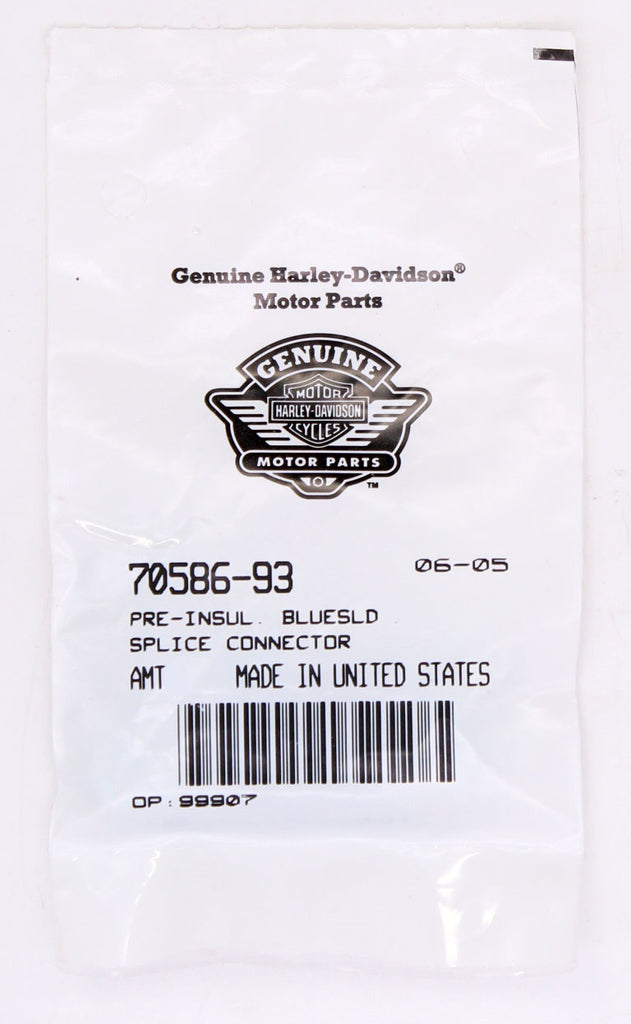 Genuine Harley-Davidson®
Motor Parts
GENUINE
MOTOR
HARLEY-DAVIDSON
CYCLES
MOTOR PARTS
TM
70586-93 06-05
PRE-INSUL. BLUESLD
SPLICE CONNECTOR
AMT MADE IN UNITED STATES
OP: 99907